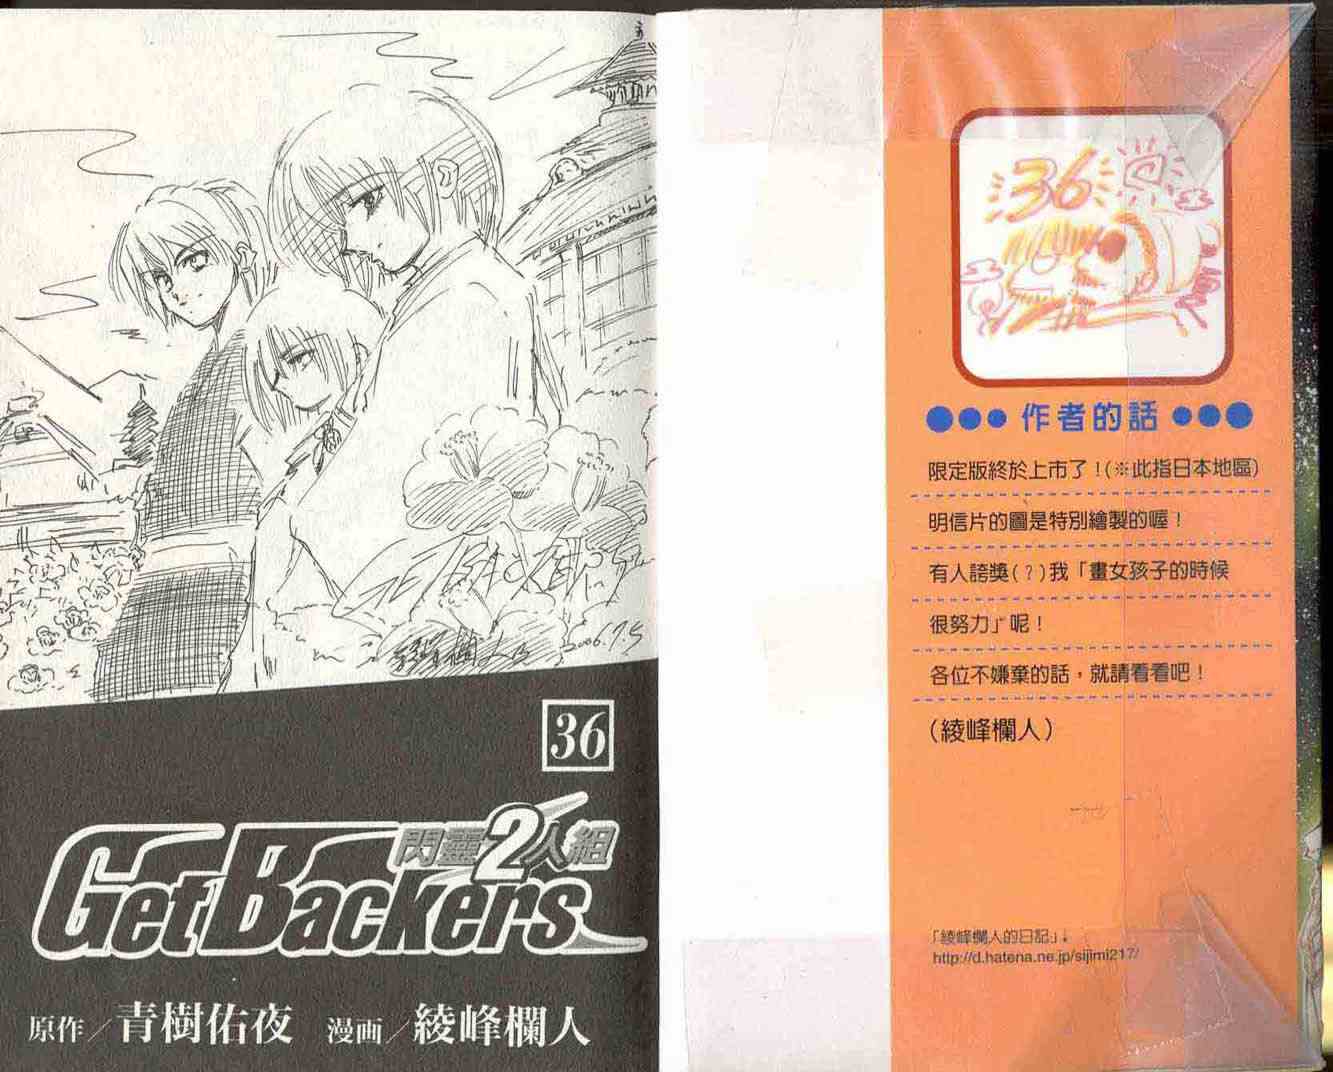 綾峰欄人
2006.7.5
36
GetBackers
閃靈2人組
原作／青樹佑夜　漫画／綾峰欄人
36
作者的話
限定版終於上市了！(※此指日本地區)
明信片的圖是特別繪製的喔！
有人誇獎(？)我「畫女孩子的時候
很努力」呢！
各位不嫌棄的話，就請看看吧！
（綾峰欄人）
「綾峰欄人的日記」↓
http://d.hatena.ne.jp/sijimi217/